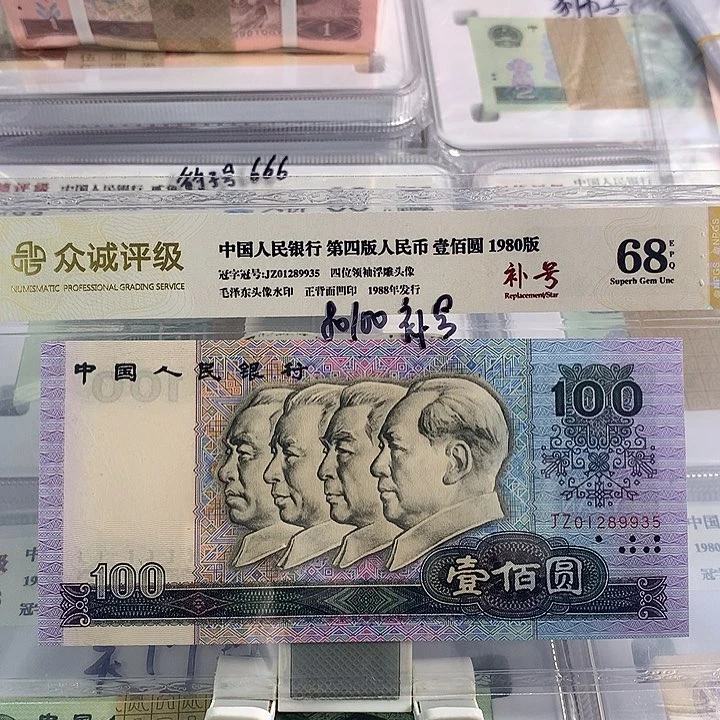 狮子号 666
众诚评级
NUMISMATIC PROFESSIONAL GRADING SERVICE
中国人民银行 第四版人民币 壹佰圆 1980版
冠字冠号:JZ01289935 四位领袖浮雕头像
毛泽东头像水印 正背面凹印 1988年发行
补号
Replacement/Star
68
EPQ
Superb Gem Unc
80100 补号
中国人民银行
100
JZ01289935
100
壹佰圆